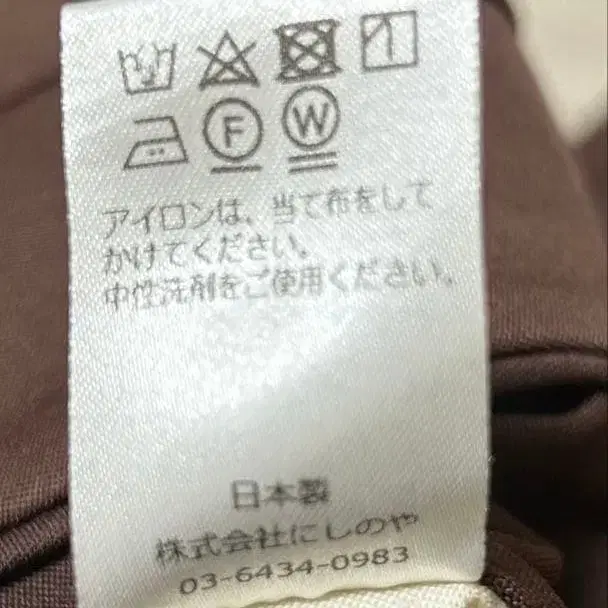 F W
アイロンは、当て布をして
かけてください。
中性洗剤をご使用ください。
日本製
株式会社にしのや
03-6434-0983